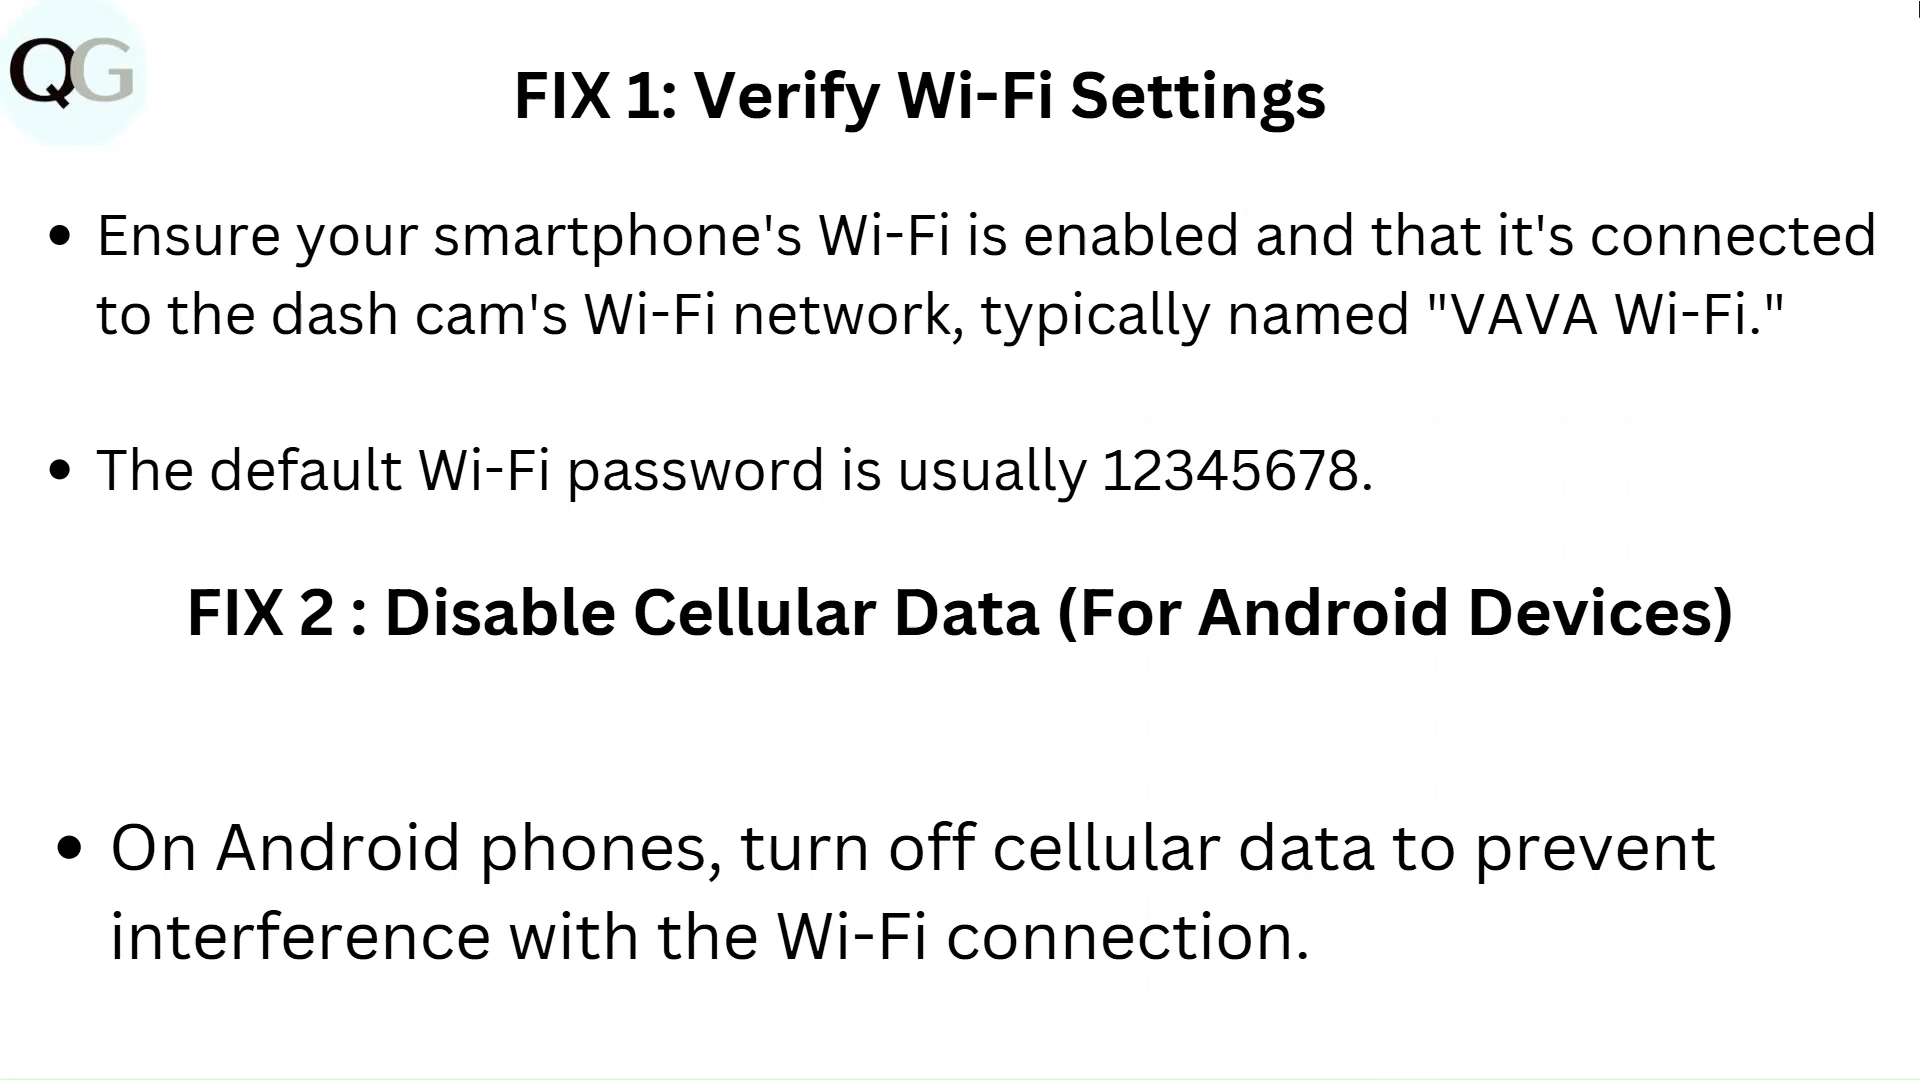 QG
FIX 1: Verify Wi-Fi Settings
• Ensure your smartphone's Wi-Fi is enabled and that it's connected
to the dash cam's Wi-Fi network, typically named "VAVA Wi-Fi."
• The default Wi-Fi password is usually 12345678.
FIX 2 : Disable Cellular Data (For Android Devices)
• On Android phones, turn off cellular data to prevent
interference with the Wi-Fi connection.